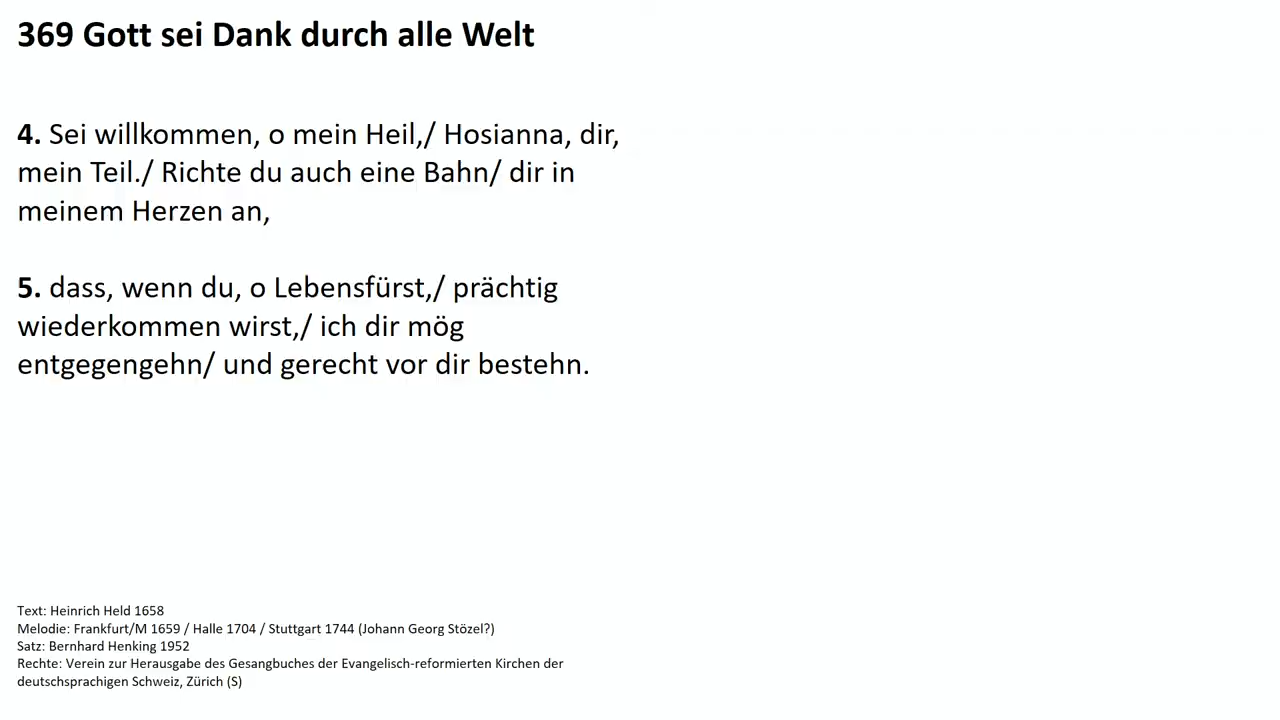 369 Gott sei Dank durch alle Welt
4. Sei willkommen, o mein Heil,/ Hosianna, dir,
mein Teil./ Richte du auch eine Bahn/ dir in
meinem Herzen an,
5. dass, wenn du, o Lebensfürst,/ prächtig
wiederkommen wirst,/ ich dir mög
entgegengehn/ und gerecht vor dir bestehn.
Text: Heinrich Held 1658
Melodie: Frankfurt/M 1659 / Halle 1704 / Stuttgart 1744 (Johann Georg Stözel?)
Satz: Bernhard Henking 1952
Rechte: Verein zur Herausgabe des Gesangbuches der Evangelisch-reformierten Kirchen der
deutschsprachigen Schweiz, Zürich (S)